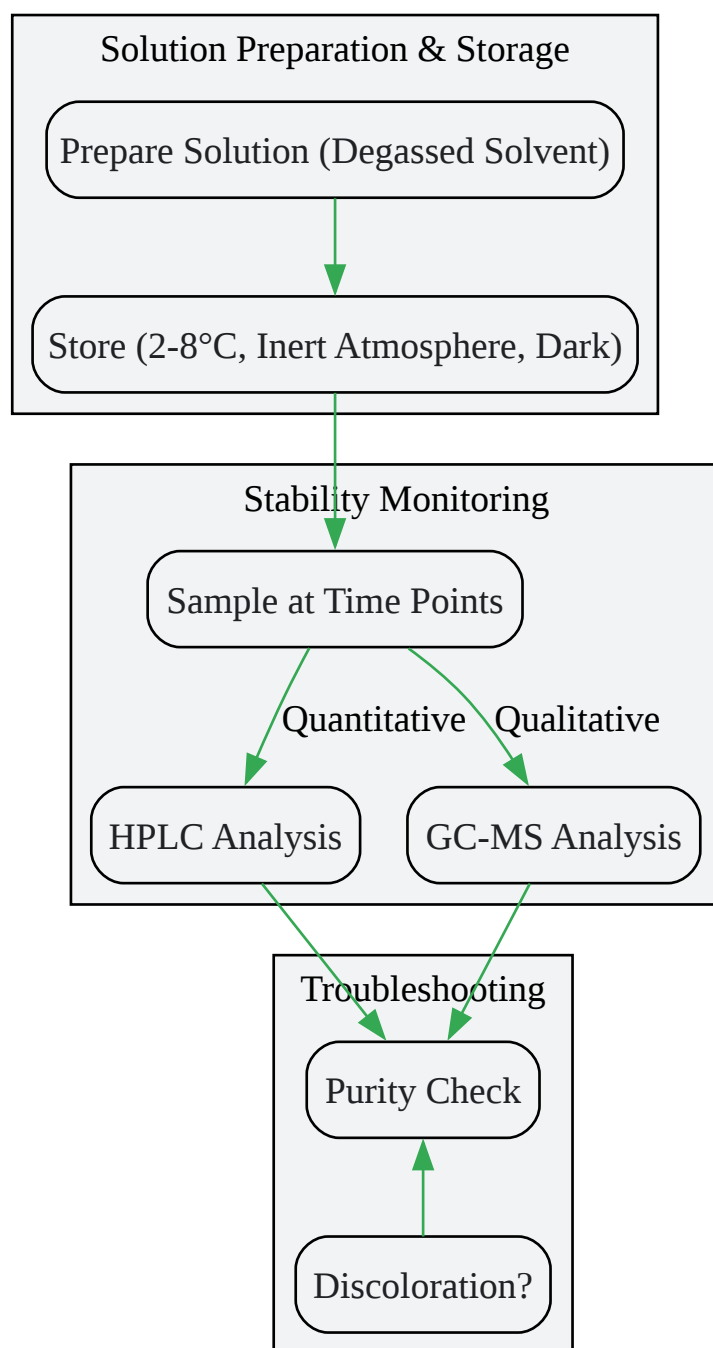 Solution Preparation & Storage
Prepare Solution (Degassed Solvent)
Store (2-8°C, Inert Atmosphere, Dark)
Stability Monitoring
Sample at Time Points
Quantitative
Qualitative
HPLC Analysis
GC-MS Analysis
Troubleshooting
Purity Check
Discoloration?